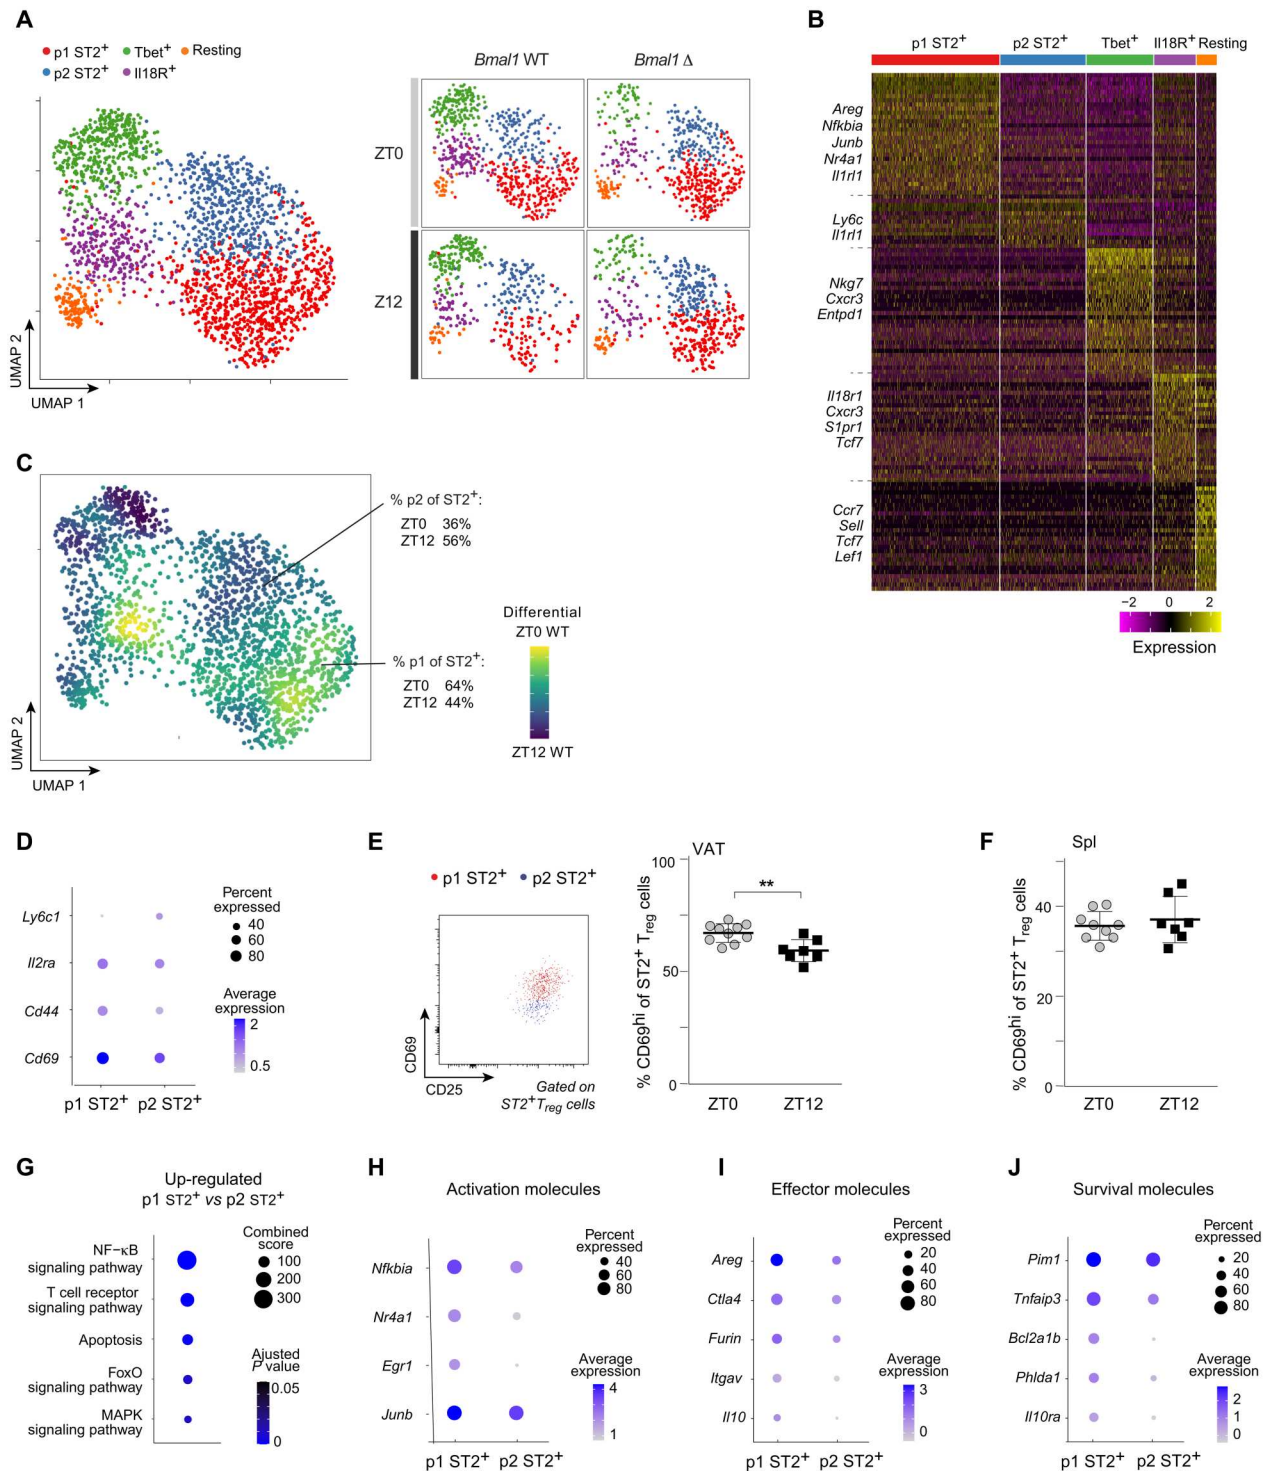 A
p1 ST2+
Tbet+
Resting
p2 ST2+
Il18R+
Bmal1 WT
Bmal1 Δ
ZT0
Z12
UMAP 2
UMAP 1
B
p1 ST2+
p2 ST2+
Tbet+
Il18R+
Resting
Areg
Nfkbia
Junb
Nr4a1
Il1rl1
Ly6c
Il1rl1
Nkg7
Cxcr3
Entpd1
Il18r1
Cxcr3
S1pr1
Tcf7
Ccr7
Sell
Tcf7
Lef1
−2 0 2
Expression
C
% p2 of ST2+:
ZT0 36%
ZT12 56%
% p1 of ST2+:
ZT0 64%
ZT12 44%
Differential
ZT0 WT
ZT12 WT
UMAP 2
UMAP 1
D
Ly6c1
Il2ra
Cd44
Cd69
p1 ST2+
p2 ST2+
Percent
expressed
40
60
80
Average
expression
2
0.5
E
p1 ST2+
p2 ST2+
CD69
CD25
Gated on
ST2+Treg cells
VAT
% CD69hi of ST2+ Treg cells
100
50
0
**
ZT0
ZT12
F
Spl
% CD69hi of ST2+ Treg cells
40
20
0
ZT0
ZT12
G
Up-regulated
p1 ST2+ vs p2 ST2+
NF−κB
signaling pathway
T cell receptor
signaling pathway
Apoptosis
FoxO
signaling pathway
MAPK
signaling pathway
Combined
score
100
200
300
Ajusted
P value
0.05
0
H
Activation molecules
Nfkbia
Nr4a1
Egr1
Junb
p1 ST2+
p2 ST2+
Percent
expressed
40
60
80
Average
expression
4
1
I
Effector molecules
Areg
Ctla4
Furin
Itgav
Il10
p1 ST2+
p2 ST2+
Percent
expressed
20
40
60
80
Average
expression
3
0
J
Survival molecules
Pim1
Tnfaip3
Bcl2a1b
Phlda1
Il10ra
p1 ST2+
p2 ST2+
Percent
expressed
20
40
60
80
Average
expression
2
1
0